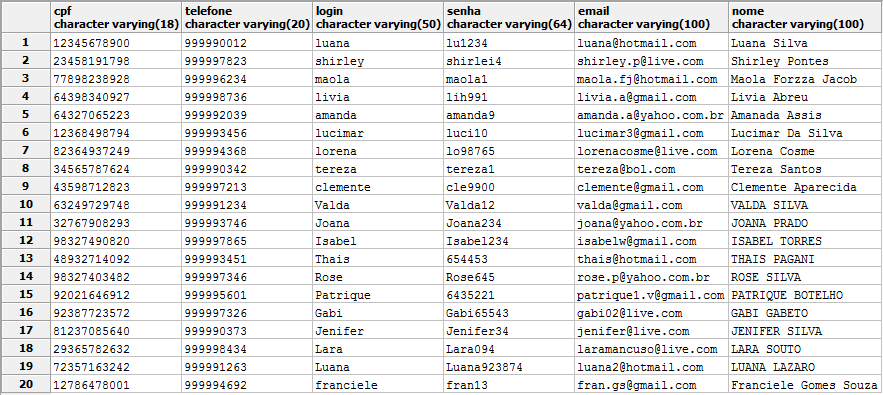 cpf telefone login senha email nome
character varying(18) character varying(20) character varying(50) character varying(64) character varying(100) character varying(100)
1 12345678900 999990012 luana lu1234 luana@hotmail.com Luana Silva
2 23458191798 999997823 shirley shirlei4 shirley.p@live.com Shirley Pontes
3 77898238928 999996234 maola maola1 maola.fj@hotmail.com Maola Forzza Jacob
4 64398340927 999998736 livia lih991 livia.a@gmail.com Livia Abreu
5 64327065223 999992039 amanda amanda9 amanda.a@yahoo.com.br Amanada Assis
6 12368498794 999993456 lucimar luci10 lucimar3@gmail.com Lucimar Da Silva
7 82364937249 999994368 lorena lo98765 lorenacosme@live.com Lorena Cosme
8 34565787624 999990342 tereza tereza1 tereza@bol.com Tereza Santos
9 43598712823 999997213 clemente cle9900 clemente@gmail.com Clemente Aparecida
10 63249729748 999991234 Valda Valda12 valda@gmail.com VALDA SILVA
11 32767908293 999993746 Joana Joana234 joana@yahoo.com.br JOANA PRADO
12 98327490820 999997865 Isabel Isabel234 isabelw@gmail.com ISABEL TORRES
13 48932714092 999993451 Thais 654453 thais@hotmail.com THAIS PAGANI
14 98327403482 999997346 Rose Rose645 rose.p@yahoo.com.br ROSE SILVA
15 92021646912 999995601 Patrique 6435221 patrique1.v@gmail.com PATRIQUE BOTELHO
16 92387723572 999997326 Gabi Gabi65543 gabi02@live.com GABI GABETO
17 81237085640 999990373 Jenifer Jenifer34 jenifer@live.com JENIFER SILVA
18 29365782632 999998434 Lara Lara094 laramancuso@live.com LARA SOUTO
19 72357163242 999991263 Luana Luana923874 luana2@hotmail.com LUANA LAZARO
20 12786478001 999994692 franciele fran13 fran.gs@gmail.com Franciele Gomes Souza